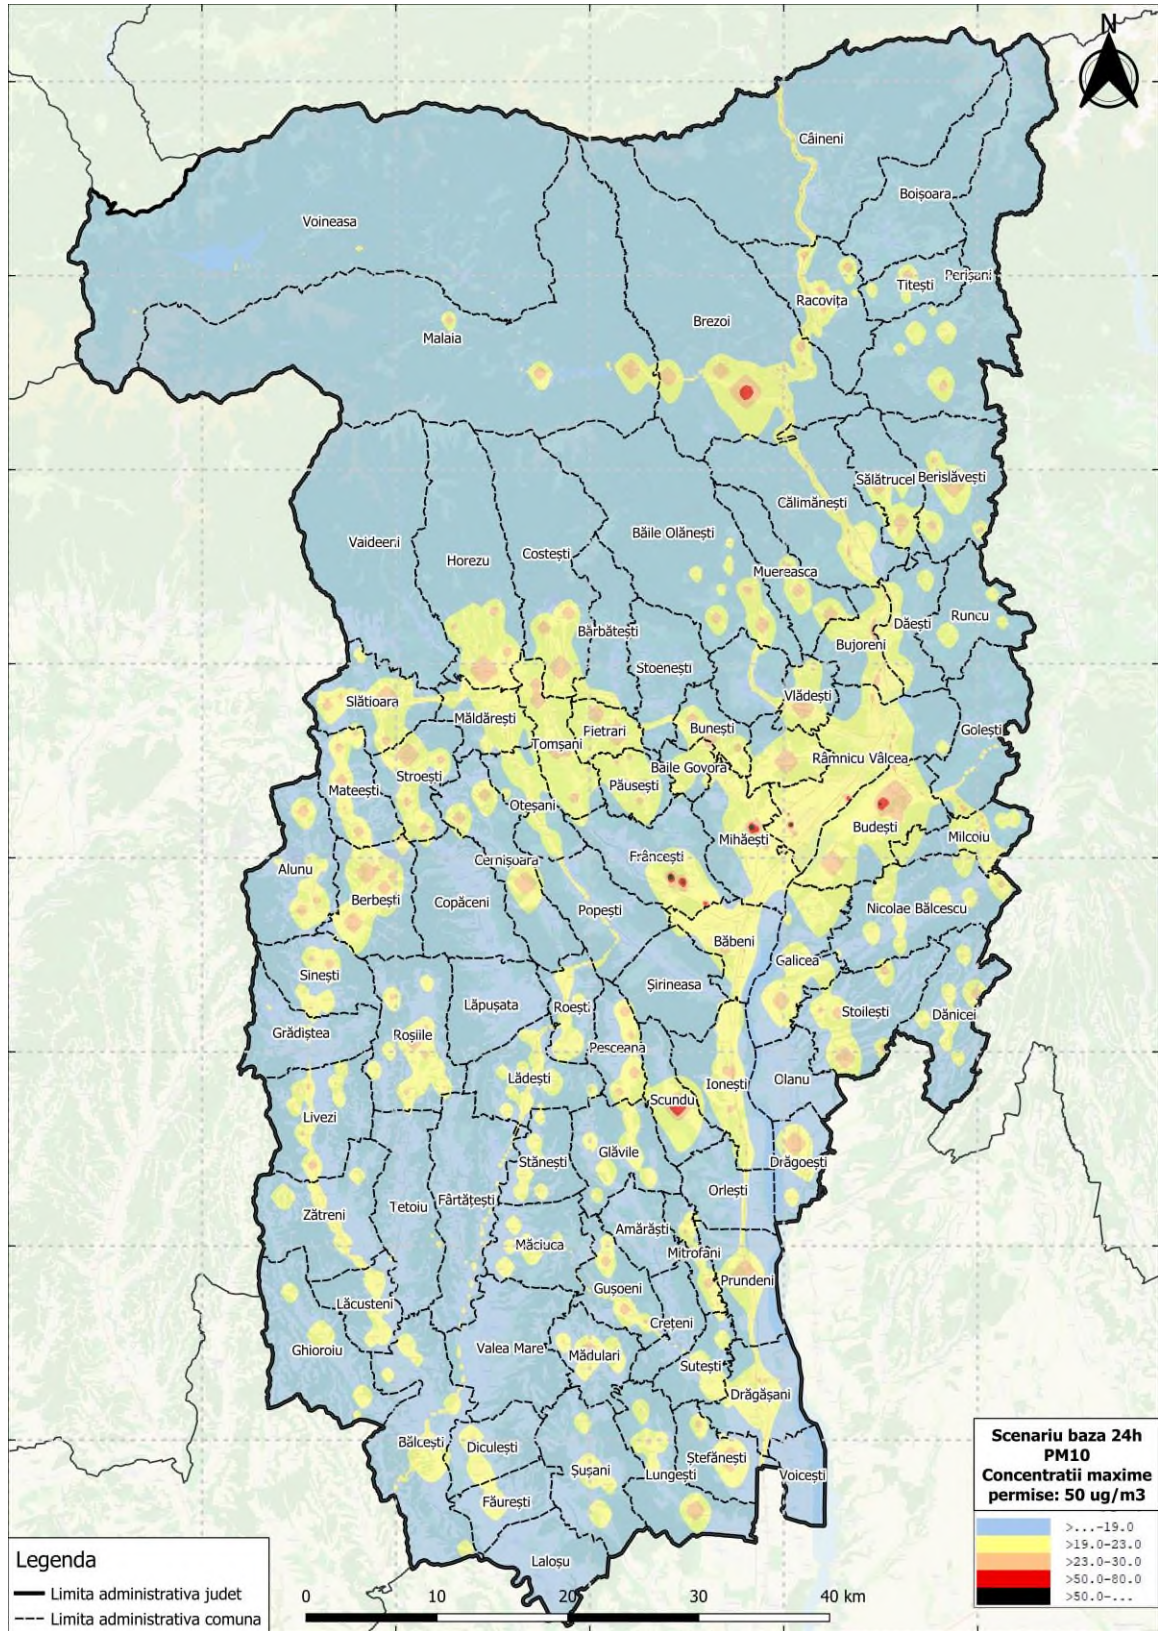 N
Câineni
Boișoara
Voineasa
Perișani
Titești
Racovița
Brezoi
Malaia
Sălătrucel
Berislăvești
Călimănești
Băile Olănești
Vaideeni
Costești
Horezu
Muereasca
Runcu
Dăești
Bărbătești
Bujoreni
Stoenești
Vlădești
Slătioara
Măldărești
Fietrari
Bunești
Golești
Tomșani
Râmnicu Vâlcea
Baile Govora
Stroești
Păusești
Mateești
Oteșani
Budești
Mihăești
Milcoiu
Frâncești
Cernișoara
Alunu
Berbești
Copăceni
Popești
Nicolae Bălcescu
Băbeni
Galicea
Sinești
Șirineasa
Lăpușata
Roești
Stoilești
Dănicei
Grădiștea
Roșiile
Pesceana
Lădești
Ionești
Olanu
Scundu
Livezi
Glăvile
Stănești
Drăgoești
Orlești
Fârtățești
Tetoiu
Zătreni
Amărăști
Măciuca
Mitrofani
Prundeni
Gușoeni
Lăcusteni
Crețeni
Ghioroiu
Valea Mare
Mădulari
Sutești
Drăgășani
Bălcești
Diculești
Ștefănești
Șușani
Lungești
Voicești
Făurești
Laloșu
Scenariu baza 24h
PM10
Concentratii maxime
permise: 50 ug/m3
>...-19.0
>19.0-23.0
>23.0-30.0
>50.0-80.0
>50.0-...
Legenda
Limita administrativa judet
Limita administrativa comuna
0 10 20 30 40 km